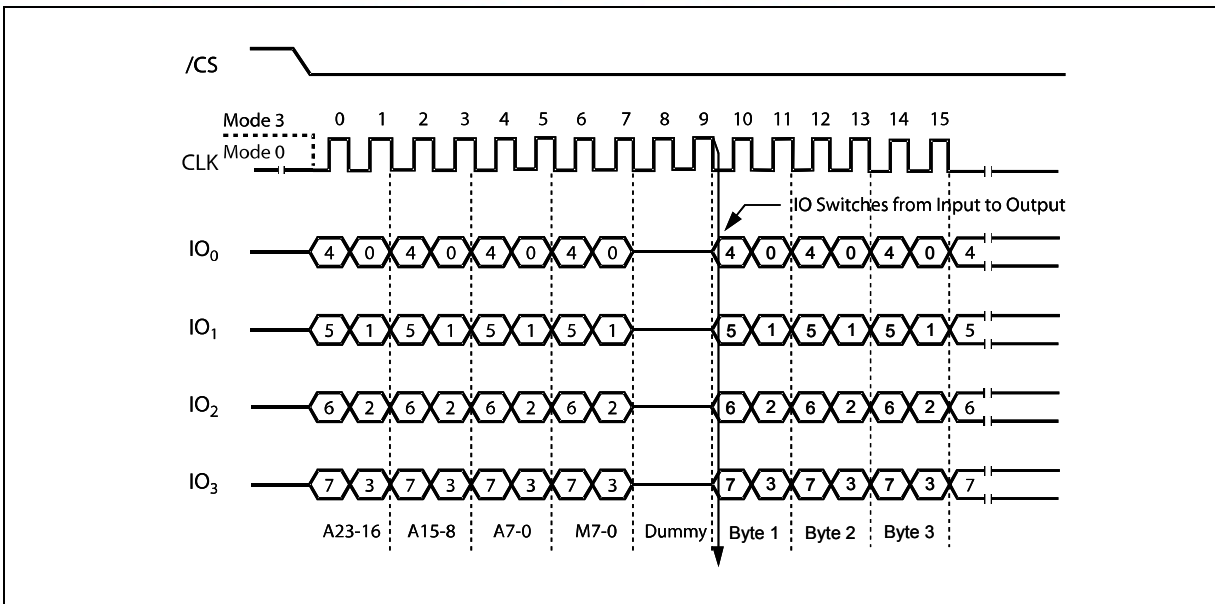 /CS
Mode 3 0 1 2 3 4 5 6 7 8 9 10 11 12 13 14 15
Mode 0
CLK
IO Switches from Input to Output
IO0 4 0 4 0 4 0 4 0 4 0 4 0 4 0 4
IO1 5 1 5 1 5 1 5 1 5 1 5 1 5 1 5
IO2 6 2 6 2 6 2 6 2 6 2 6 2 6 2 6
IO3 7 3 7 3 7 3 7 3 7 3 7 3 7 3 7
A23-16 A15-8 A7-0 M7-0 Dummy Byte 1 Byte 2 Byte 3